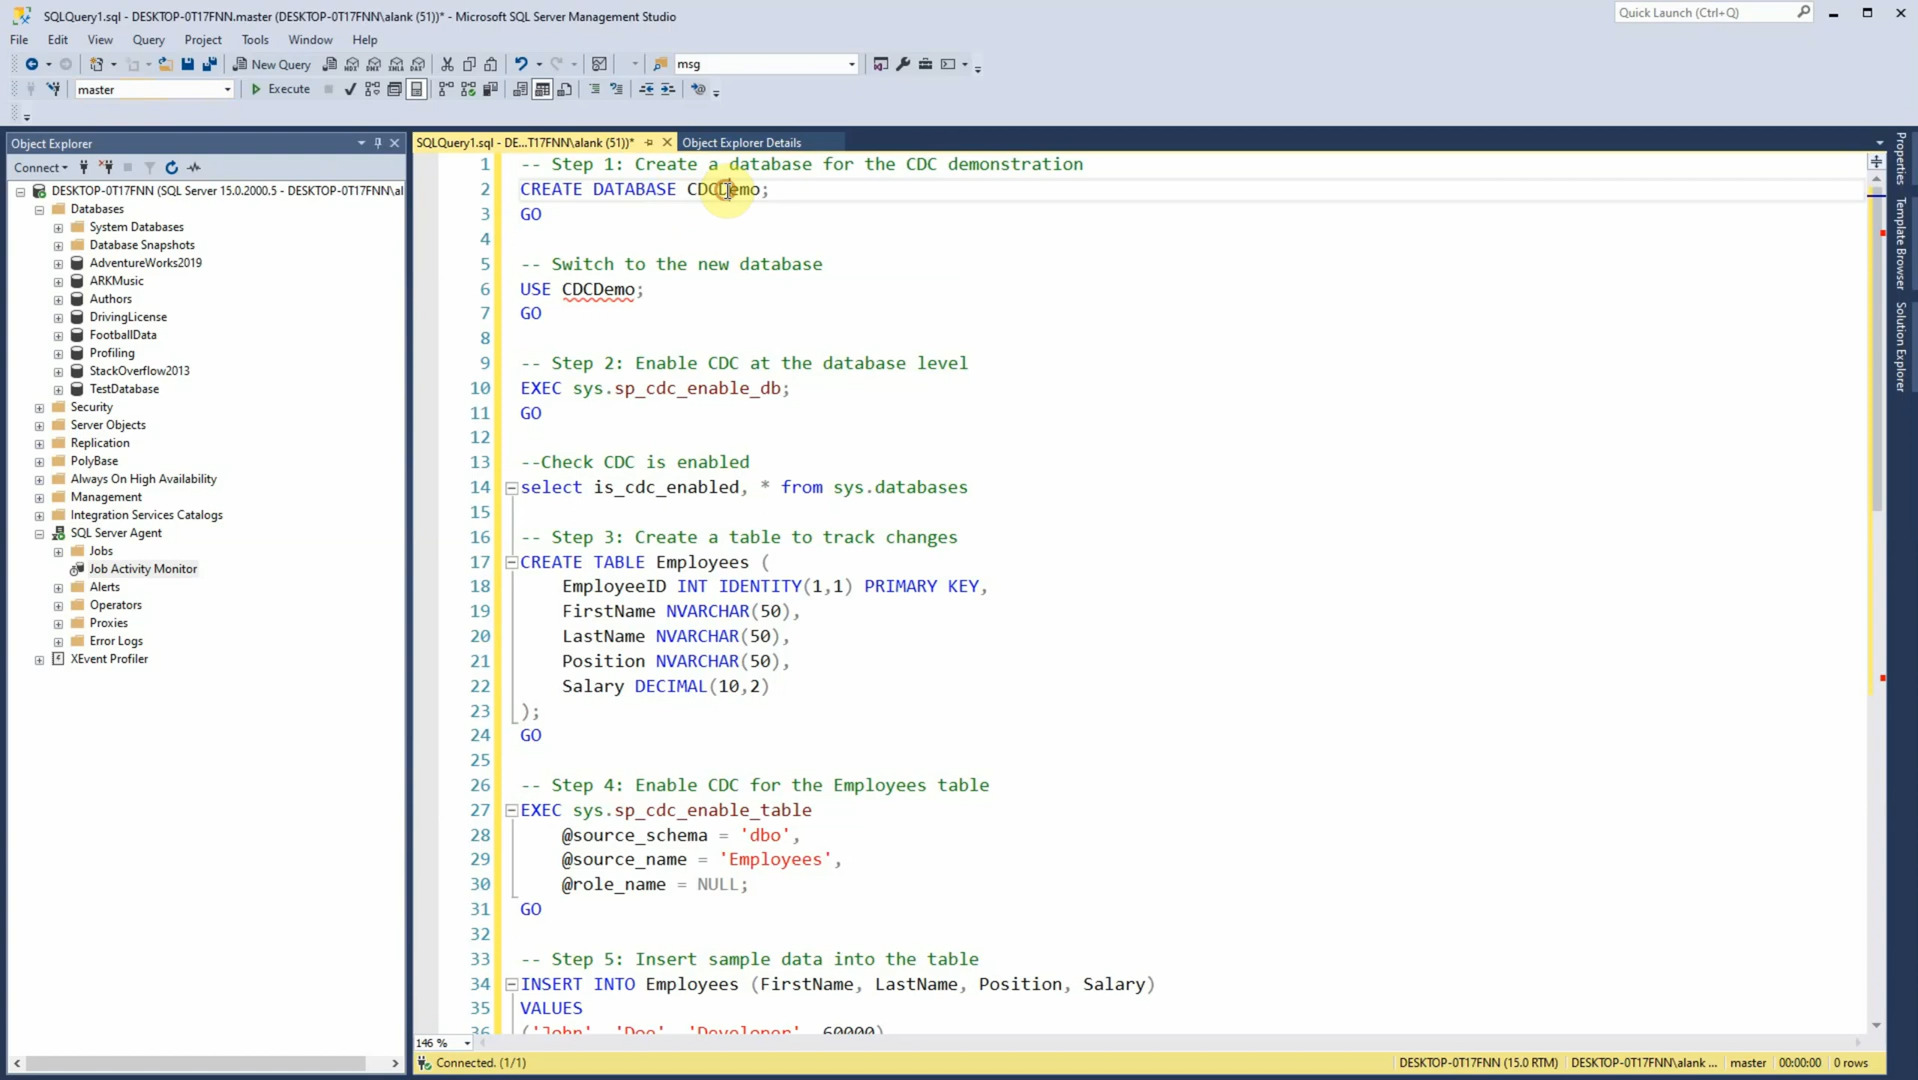 SQLQuery1.sql - DESKTOP-0T17FNN.master (DESKTOP-0T17FNN\alank (51))* - Microsoft SQL Server Management Studio
Quick Launch (Ctrl+Q)
File Edit View Query Project Tools Window Help
New Query
MDX DMX XMLA DAX
msg
master
Execute
Object Explorer
Connect
DESKTOP-0T17FNN (SQL Server 15.0.2000.5 - DESKTOP-0T17FNN\al
Databases
System Databases
Database Snapshots
AdventureWorks2019
ARKMusic
Authors
DrivingLicense
FootballData
Profiling
StackOverflow2013
TestDatabase
Security
Server Objects
Replication
PolyBase
Always On High Availability
Management
Integration Services Catalogs
SQL Server Agent
Jobs
Job Activity Monitor
Alerts
Operators
Proxies
Error Logs
XEvent Profiler
SQLQuery1.sql - DE...T17FNN\alank (51))*
Object Explorer Details
1 -- Step 1: Create a database for the CDC demonstration
2 CREATE DATABASE CDCDemo;
3 GO
4
5 -- Switch to the new database
6 USE CDCDemo;
7 GO
8
9 -- Step 2: Enable CDC at the database level
10 EXEC sys.sp_cdc_enable_db;
11 GO
12
13 --Check CDC is enabled
14 select is_cdc_enabled, * from sys.databases
15
16 -- Step 3: Create a table to track changes
17 CREATE TABLE Employees (
18 EmployeeID INT IDENTITY(1,1) PRIMARY KEY,
19 FirstName NVARCHAR(50),
20 LastName NVARCHAR(50),
21 Position NVARCHAR(50),
22 Salary DECIMAL(10,2)
23 );
24 GO
25
26 -- Step 4: Enable CDC for the Employees table
27 EXEC sys.sp_cdc_enable_table
28 @source_schema = 'dbo',
29 @source_name = 'Employees',
30 @role_name = NULL;
31 GO
32
33 -- Step 5: Insert sample data into the table
34 INSERT INTO Employees (FirstName, LastName, Position, Salary)
35 VALUES
36 ('John', 'Doe', 'Developer', 60000)
146 %
Connected. (1/1)
DESKTOP-0T17FNN (15.0 RTM) DESKTOP-0T17FNN\alank ... master 00:00:00 0 rows
Properties
Template Browser
Solution Explorer